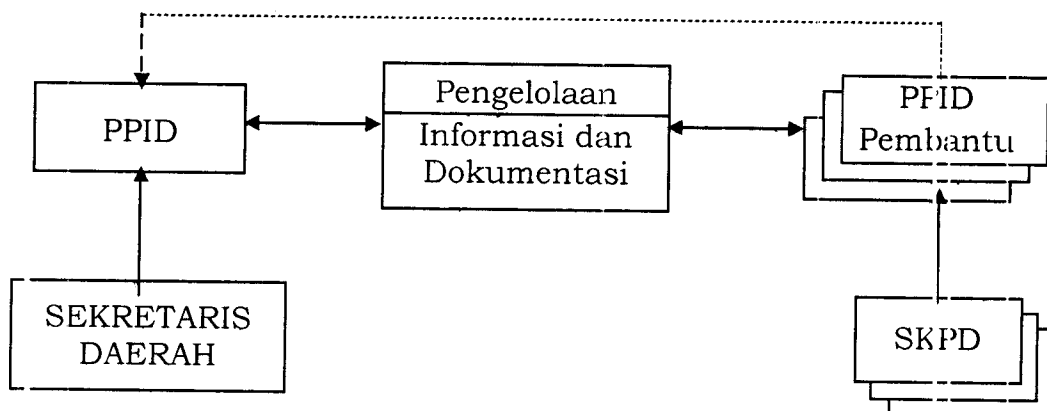 PPID
Pengelolaan
Informasi dan
Dokumentasi
PPID
Pembantu
SEKRETARIS
DAERAH
SKPD